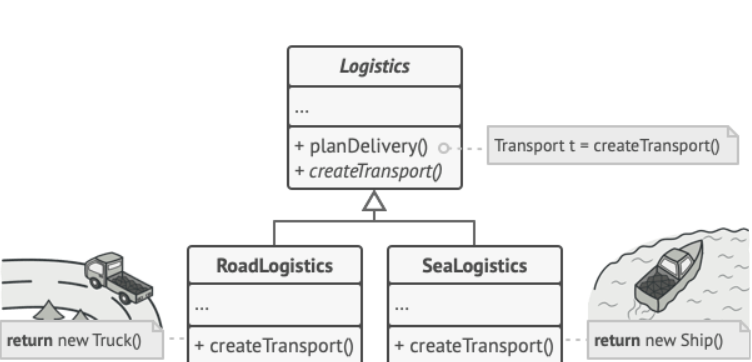 Logistics
...
+ planDelivery()
Transport t = createTransport()
+ createTransport()
RoadLogistics
SeaLogistics
...
...
return new Truck()
+ createTransport()
+ createTransport()
return new Ship()